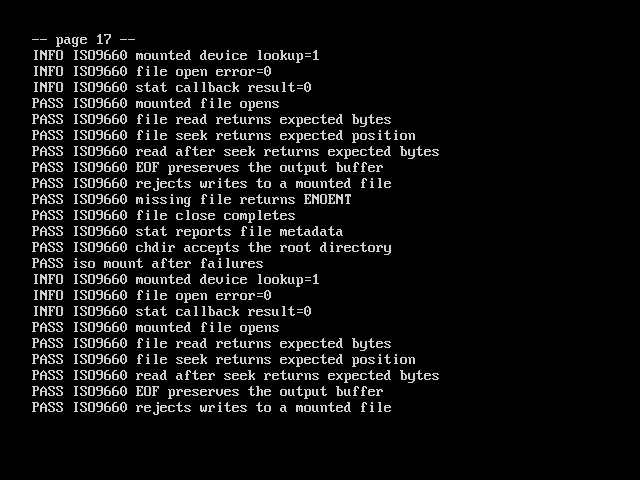 -- page 17 --
INFO ISO9660 mounted device lookup=1
INFO ISO9660 file open error=0
INFO ISO9660 stat callback result=0
PASS ISO9660 mounted file opens
PASS ISO9660 file read returns expected bytes
PASS ISO9660 file seek returns expected position
PASS ISO9660 read after seek returns expected bytes
PASS ISO9660 EOF preserves the output buffer
PASS ISO9660 rejects writes to a mounted file
PASS ISO9660 missing file returns ENOENT
PASS ISO9660 file close completes
PASS ISO9660 stat reports file metadata
PASS ISO9660 chdir accepts the root directory
PASS iso mount after failures
INFO ISO9660 mounted device lookup=1
INFO ISO9660 file open error=0
INFO ISO9660 stat callback result=0
PASS ISO9660 mounted file opens
PASS ISO9660 file read returns expected bytes
PASS ISO9660 file seek returns expected position
PASS ISO9660 read after seek returns expected bytes
PASS ISO9660 EOF preserves the output buffer
PASS ISO9660 rejects writes to a mounted file